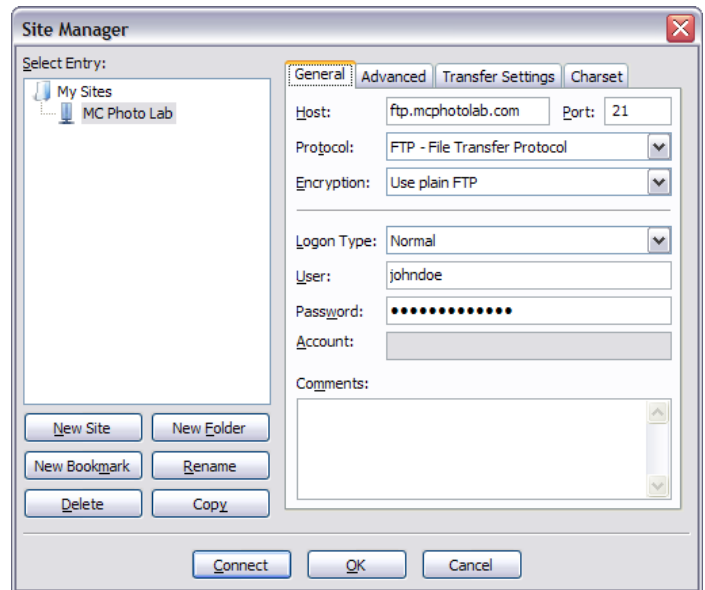 Site Manager
Select Entry:
My Sites
MC Photo Lab
New Site New Folder
New Bookmark Rename
Delete Copy
General Advanced Transfer Settings Charset
Host: ftp.mcphotolab.com Port: 21
Protocol: FTP - File Transfer Protocol
Encryption: Use plain FTP
Logon Type: Normal
User: johndoe
Password: •••••••••••••
Account:
Comments:
Connect OK Cancel